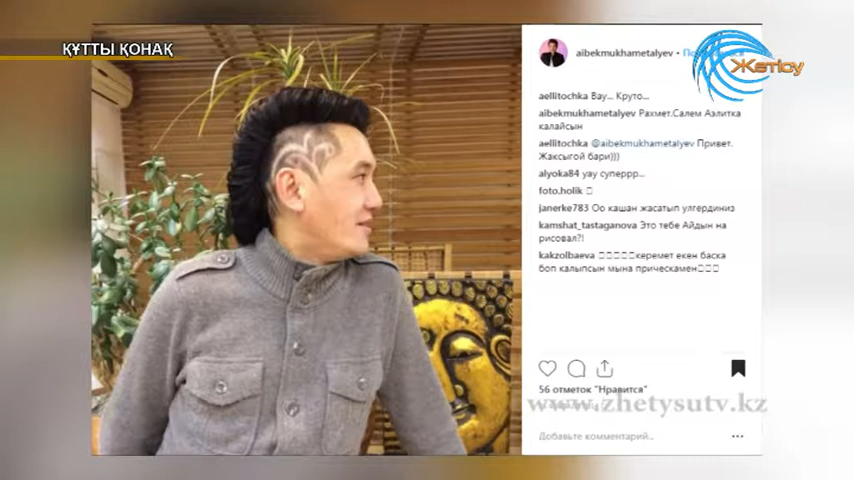 ҚҰТТЫ ҚОНАҚ
Жетісу
aibekmukhametalyev •
aellitochka Вау... Круто...
aibekmukhametalyev Рахмет.Салем Аэлитка
калайсын
aellitochka @aibekmukhametalyev Привет.
Жаксыгой бари)))
alyoka84 уау суперрр...
foto.holik
janerke783 Оо кашан жасатып улгердиниз
kamshat_tastaganova Это тебе Айдын на
рисовал?!
kakzolbaeva керемет екен баска
боп калыпсын мына прическамен
56 отметок "Нравится"
www.zhetysutv.kz
Добавьте комментарий...